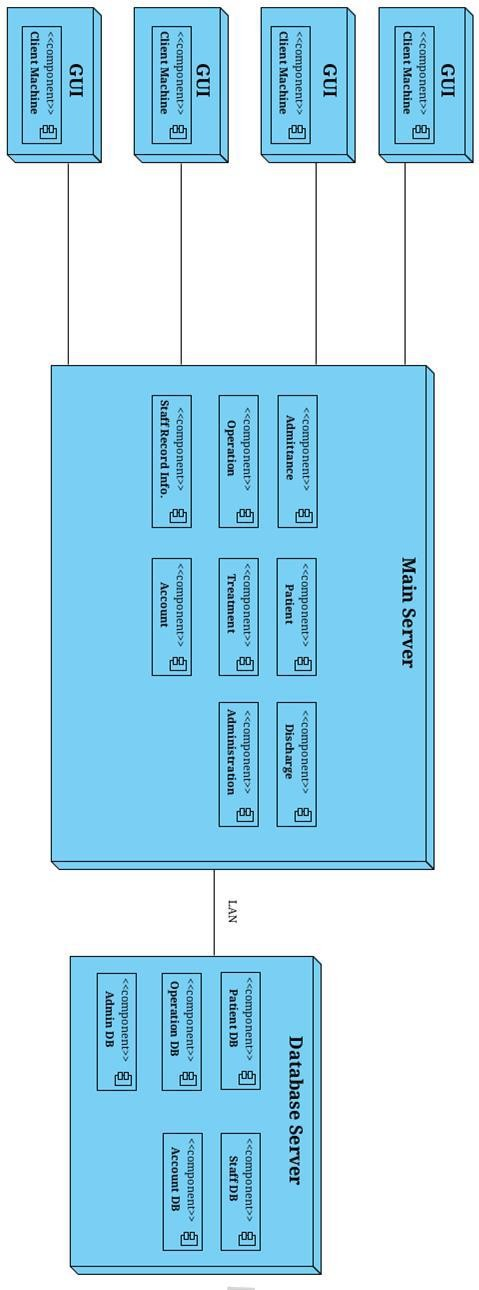 GUI
<<component>>
Client Machine
GUI
<<component>>
Client Machine
GUI
<<component>>
Client Machine
GUI
<<component>>
Client Machine
Main Server
<<component>>
Admittance
<<component>>
Patient
<<component>>
Discharge
<<component>>
Operation
<<component>>
Treatment
<<component>>
Administration
<<component>>
Staff Record Info.
<<component>>
Account
LAN
Database Server
<<component>>
Patient DB
<<component>>
Staff DB
<<component>>
Operation DB
<<component>>
Account DB
<<component>>
Admin DB